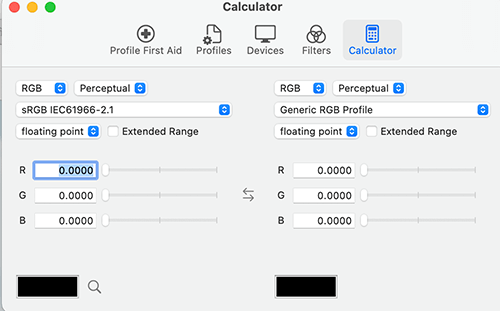 Calculator
Profile First Aid Profiles Devices Filters Calculator
RGB Perceptual
sRGB IEC61966-2.1
floating point Extended Range
R 0.0000
G 0.0000
B 0.0000
RGB Perceptual
Generic RGB Profile
floating point Extended Range
R 0.0000
G 0.0000
B 0.0000